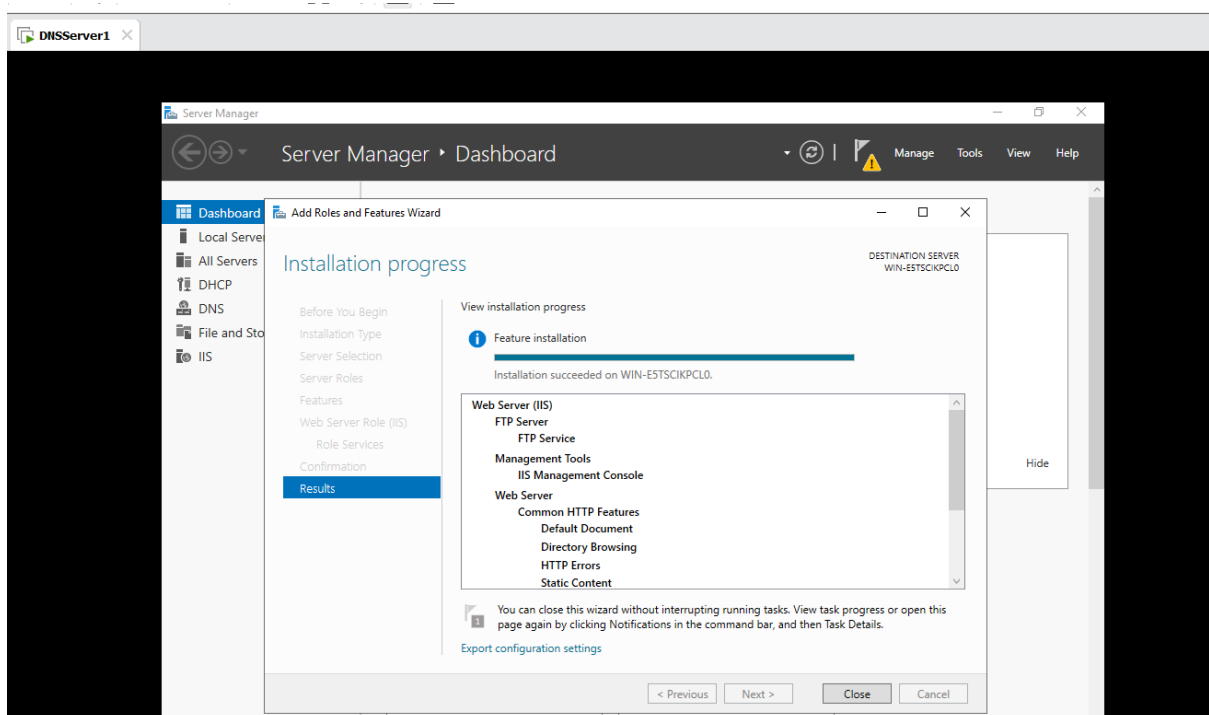 DNSServer1
Server Manager
Server Manager ‣ Dashboard
Manage Tools View Help
Dashboard
Local Server
All Servers
DHCP
DNS
File and Sto
IIS
Add Roles and Features Wizard
Installation progress
DESTINATION SERVER
WIN-E5TSCIKPCL0
Before You Begin
Installation Type
Server Selection
Server Roles
Features
Web Server Role (IIS)
Role Services
Confirmation
Results
View installation progress
Feature installation
Installation succeeded on WIN-E5TSCIKPCL0.
Web Server (IIS)
FTP Server
FTP Service
Management Tools
IIS Management Console
Web Server
Common HTTP Features
Default Document
Directory Browsing
HTTP Errors
Static Content
1
You can close this wizard without interrupting running tasks. View task progress or open this
page again by clicking Notifications in the command bar, and then Task Details.
Export configuration settings
< Previous Next > Close Cancel
Hide